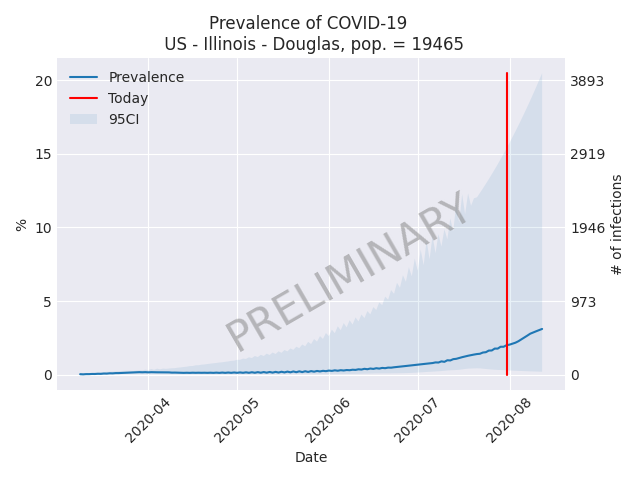 Prevalence of COVID-19
US - Illinois - Douglas, pop. = 19465
Prevalence
Today
95CI
PRELIMINARY
20
15
10
5
0
%
3893
2919
1946
973
0
# of infections
2020-04
2020-05
2020-06
2020-07
2020-08
Date